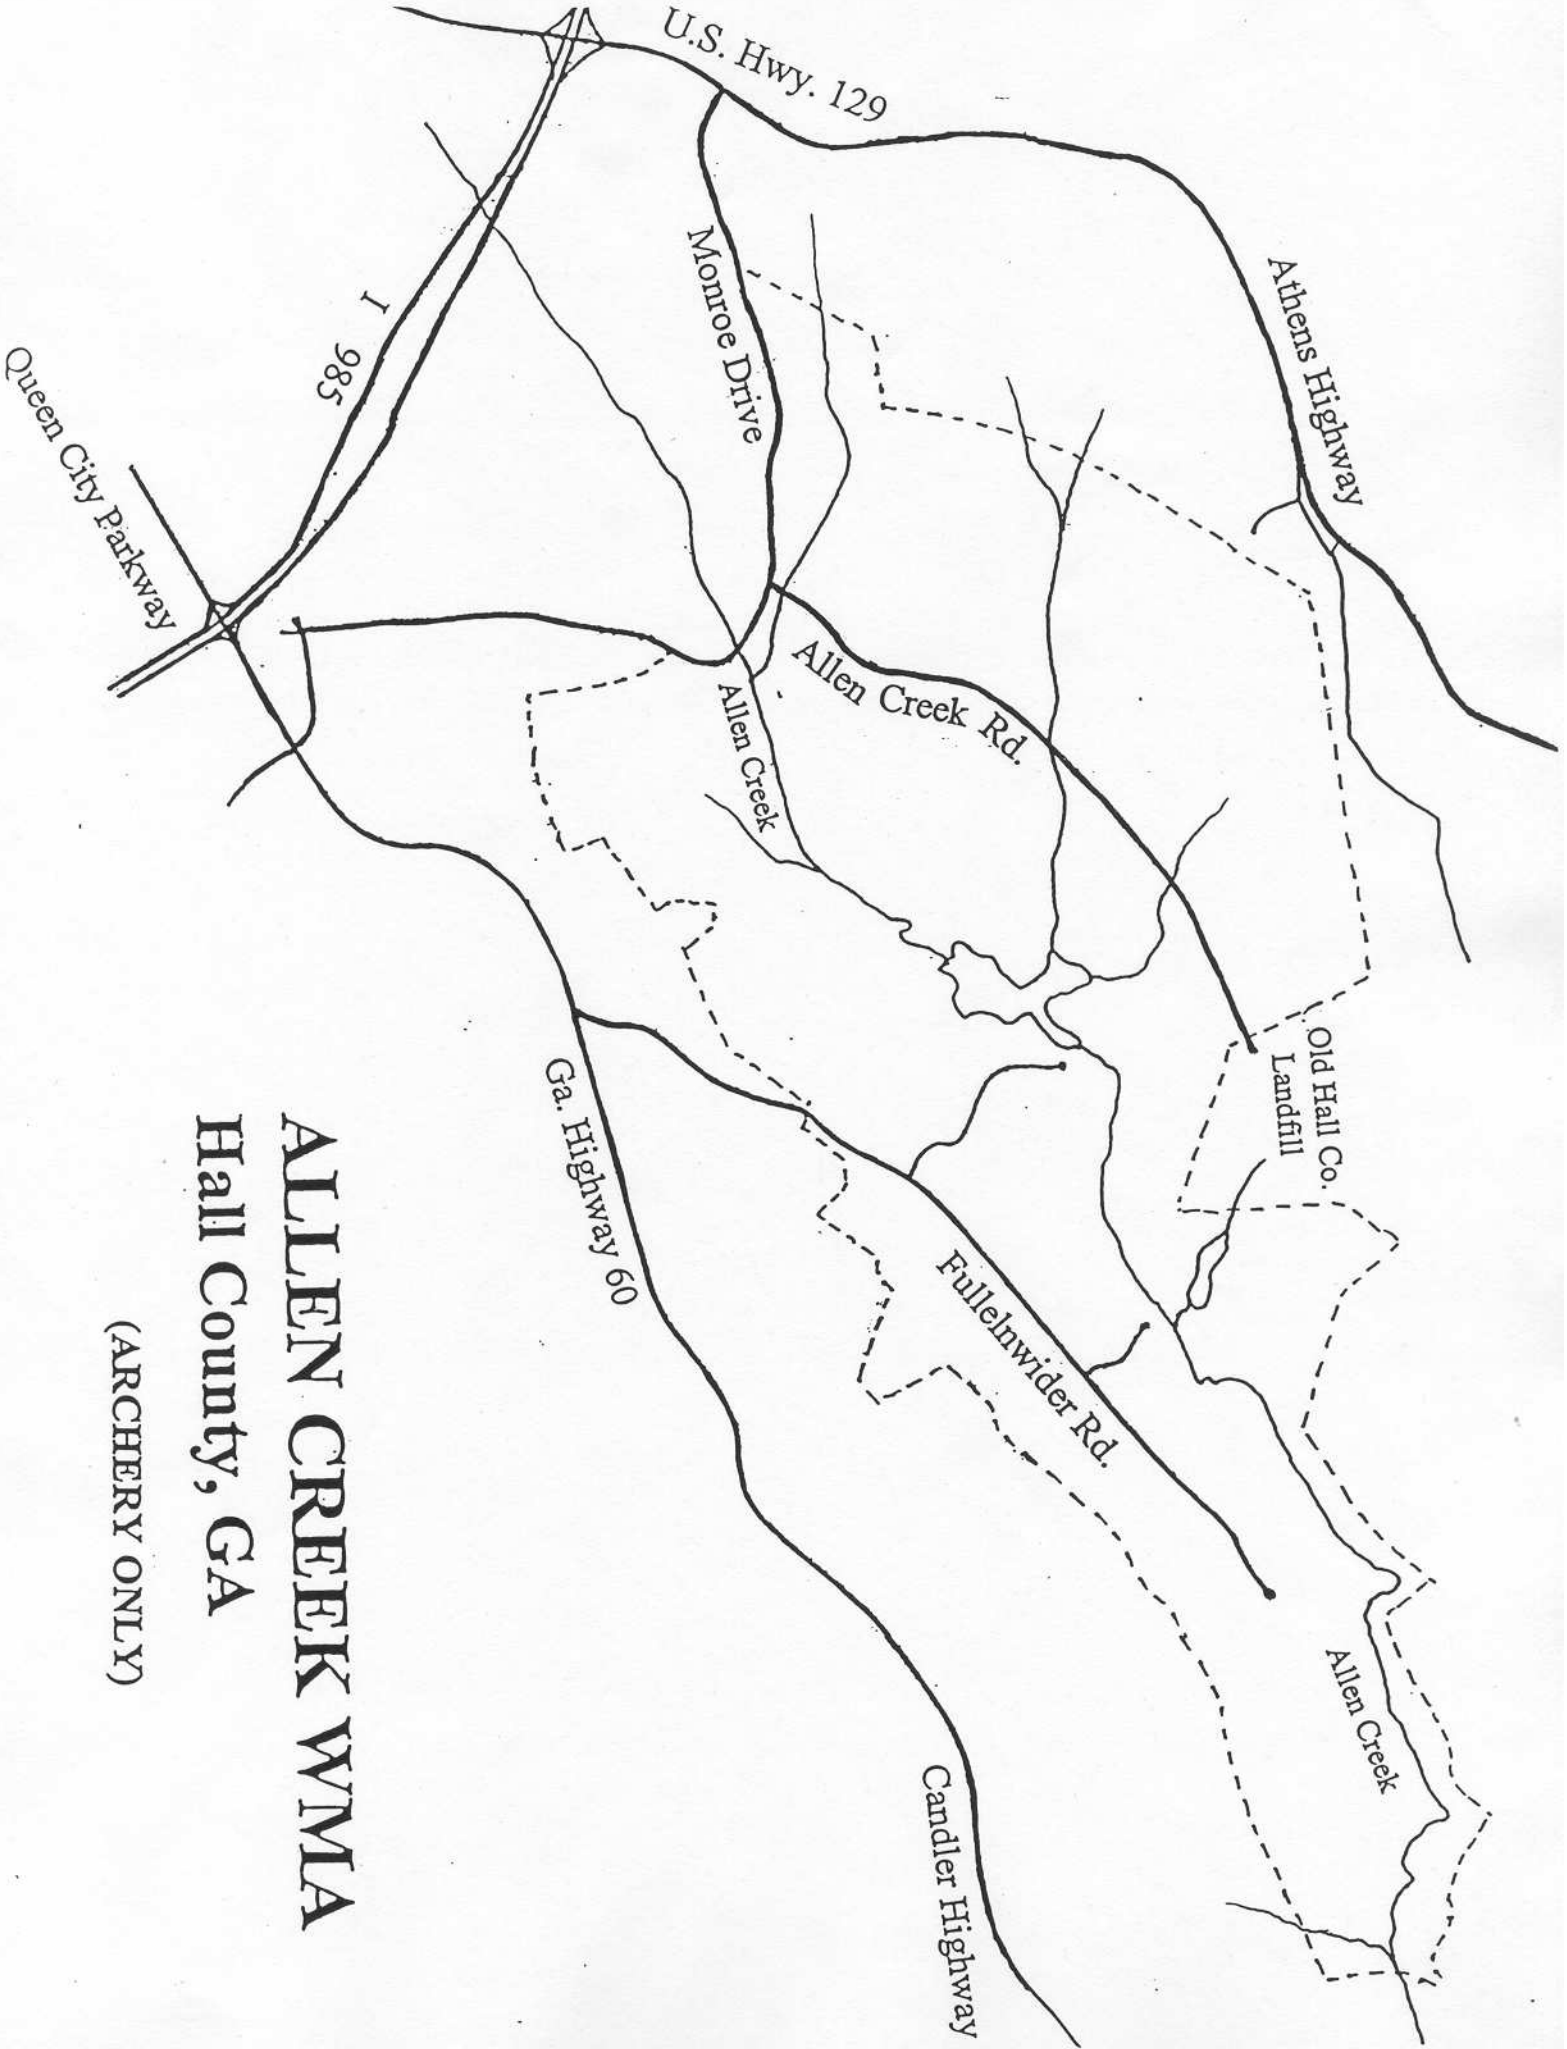 U.S. Hwy. 129
Athens Highway
Monroe Drive
I 985
Queen City Parkway
Allen Creek Rd.
Allen Creek
Old Hall Co.
Landfill
Ga. Highway 60
Fullelnwider Rd.
Allen Creek
Candler Highway
ALLEN CREEK WMA
Hall County, GA
(ARCHERY ONLY)